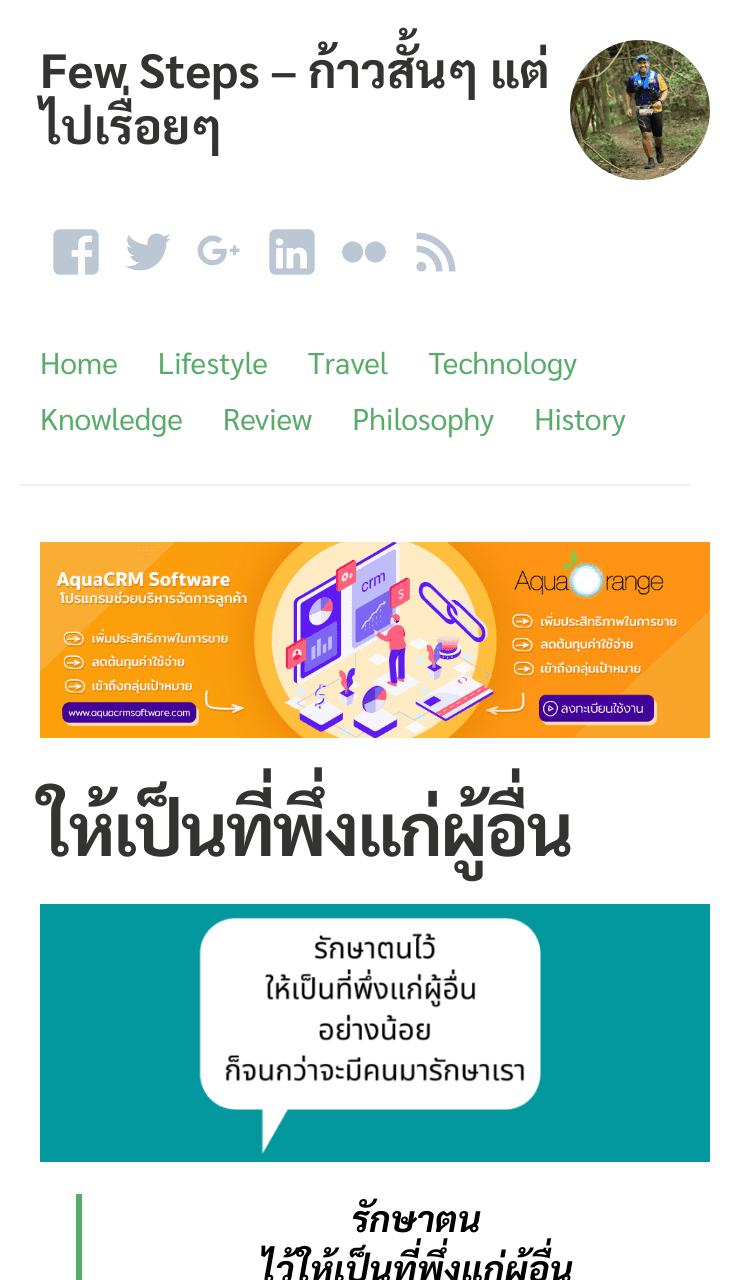 Few Steps – ก้าวสั้นๆ แต่
ไปเรื่อยๆ
Home Lifestyle Travel Technology
Knowledge Review Philosophy History
AquaCRM Software
โปรแกรมช่วยบริหารจัดการลูกค้า
เพิ่มประสิทธิภาพในการขาย
ลดต้นทุนค่าใช้จ่าย
เข้าถึงกลุ่มเป้าหมาย
www.aquacrmsoftware.com
crm
AquaOrange
เพิ่มประสิทธิภาพในการขาย
ลดต้นทุนค่าใช้จ่าย
เข้าถึงกลุ่มเป้าหมาย
ลงทะเบียนใช้งาน
ให้เป็นที่พึ่งแก่ผู้อื่น
รักษาตนไว้
ให้เป็นที่พึ่งแก่ผู้อื่น
อย่างน้อย
ก็จนกว่าจะมีคนมารักษาเรา
รักษาตน
ไว้ให้เป็นที่พึ่งแก่ผู้อื่น